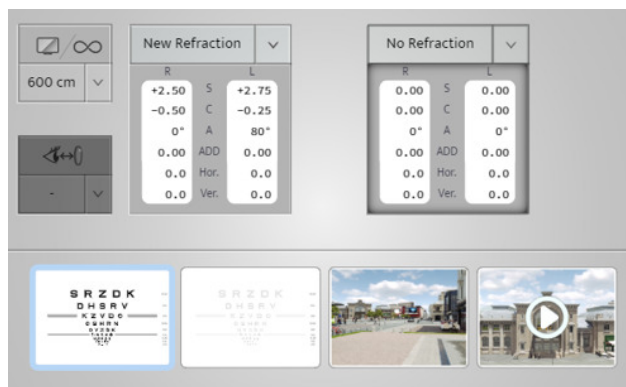 600 cm
-
New Refraction
R L
+2.50 S +2.75
-0.50 C -0.25
0° A 80°
0.00 ADD 0.00
0.0 Hor. 0.0
0.0 Ver. 0.0
No Refraction
R L
0.00 S 0.00
0.00 C 0.00
0° A 0°
0.00 ADD 0.00
0.0 Hor. 0.0
0.0 Ver. 0.0
S R Z D K
D H S R V
K Z V D C
S R Z D K
D H S R V